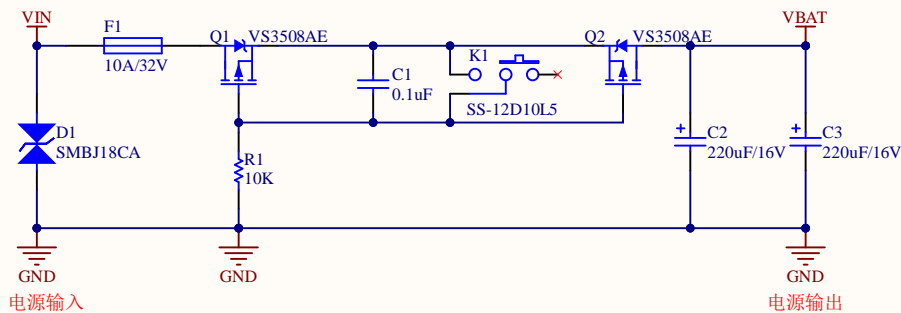 VIN
VBAT
F1
Q1
VS3508AE
Q2
VS3508AE
10A/32V
K1
C1
0.1uF
SS-12D10L5
D1
SMBJ18CA
C2
220uF/16V
C3
220uF/16V
R1
10K
GND
GND
GND
电源输入
电源输出